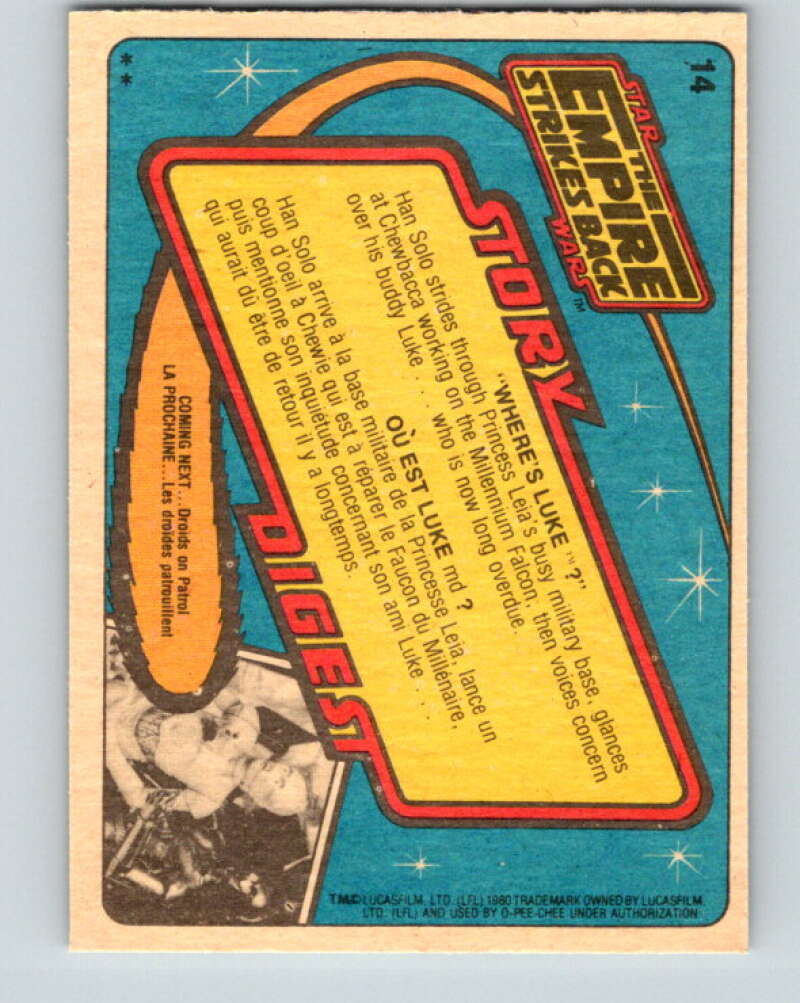 14
STAR
THE
EMPIRE
STRIKES BACK
WARS™
STORY
"WHERE'S LUKE™?"
Han Solo strides through Princess Leia's busy military base, glances
at Chewbacca working on the Millennium Falcon, then voices concern
over his buddy Luke . . . who is now long overdue.
OÙ EST LUKE md ?
Han Solo arrive à la base militaire de la Princesse Leia, lance un
coup d'oeil à Chewie qui est à réparer le Faucon du Millénaire,
puis mentionne son inquiétude concernant son ami Luke . . .
qui aurait dû être de retour il y a longtemps.
DIGEST
COMING NEXT...Droids on Patrol
LA PROCHAINE...Les droides patrouillent
**
TM© LUCASFILM, LTD. (LFL) 1980 TRADEMARK OWNED BY LUCASFILM,
LTD. (LFL) AND USED BY O-PEE-CHEE UNDER AUTHORIZATION.